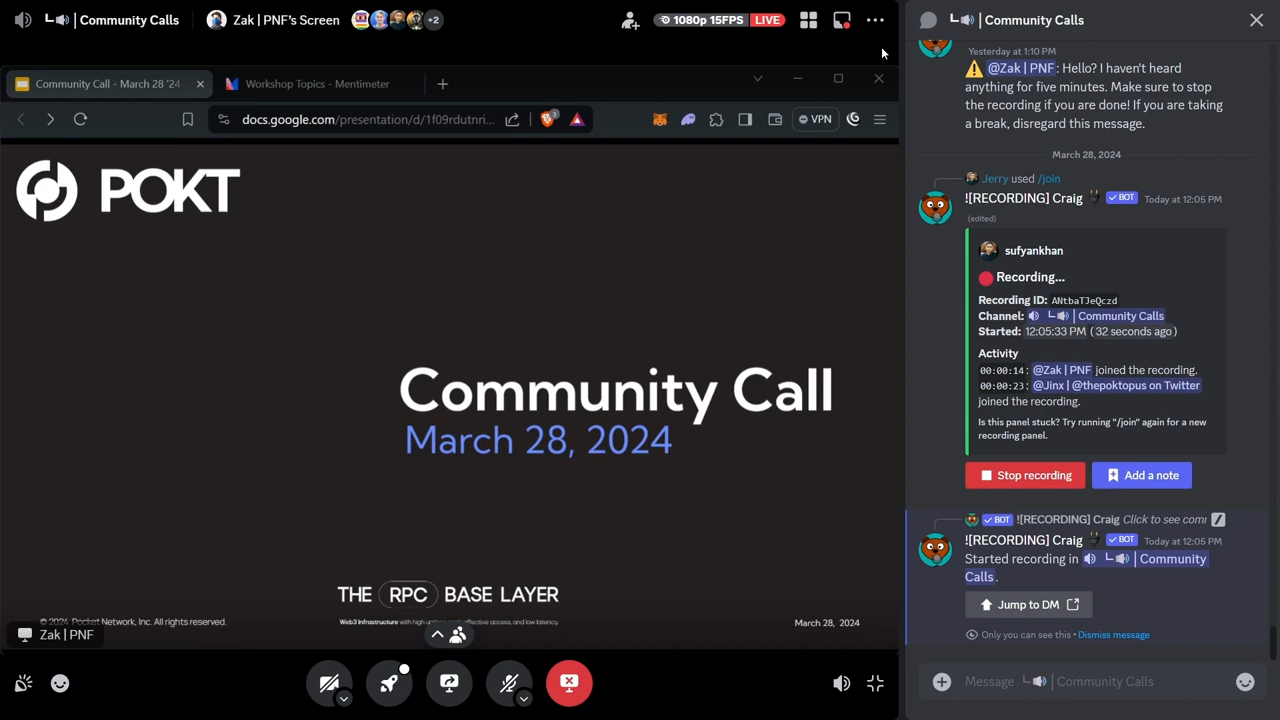 └🔊 | Community Calls
Zak | PNF's Screen
+2
1080p 15FPS LIVE
Community Call - March 28 '24
Workshop Topics - Mentimeter
docs.google.com/presentation/d/1f09rdutnri...
3
VPN
POKT
Community Call
March 28, 2024
THE RPC BASE LAYER
© 2024 Pocket Network, Inc. All rights reserved.
March 28, 2024
Zak | PNF
└🔊 | Community Calls
Yesterday at 1:10 PM
⚠️ @Zak | PNF: Hello? I haven't heard
anything for five minutes. Make sure to stop
the recording if you are done! If you are taking
a break, disregard this message.
March 28, 2024
Jerry used /join
![RECORDING] Craig ✓ BOT Today at 12:05 PM
(edited)
sufyankhan
Recording...
Recording ID: ANtbaTJeQczd
Channel: └🔊 | Community Calls
Started: 12:05:33 PM (32 seconds ago)
Activity
00:00:14: @Zak | PNF joined the recording.
00:00:23: @Jinx | @thepoktopus on Twitter
joined the recording.
Is this panel stuck? Try running "/join" again for a new
recording panel.
Stop recording
Add a note
✓ BOT ![RECORDING] Craig Click to see com
![RECORDING] Craig ✓ BOT Today at 12:05 PM
Started recording in └🔊 | Community
Calls.
Jump to DM
Only you can see this • Dismiss message
Message └🔊 | Community Calls